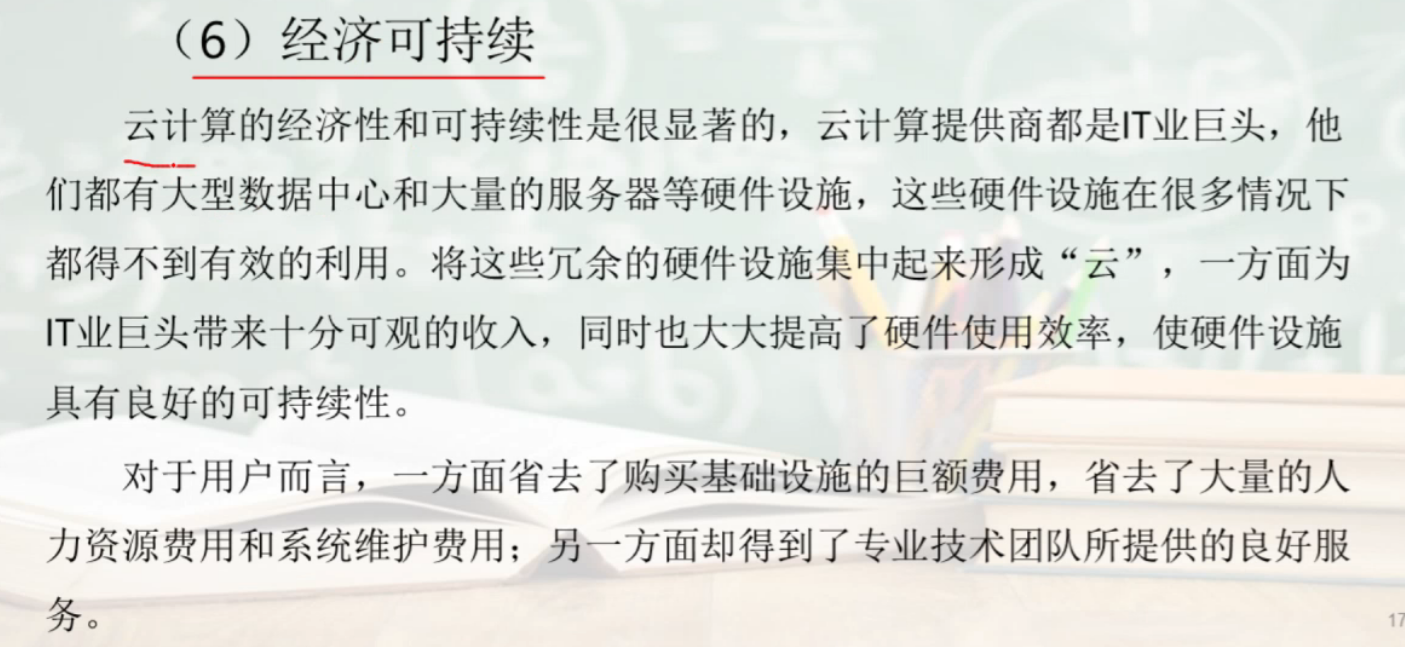 （6）经济可持续
云计算的经济性和可持续性是很显著的，云计算提供商都是IT业巨头，他
们都有大型数据中心和大量的服务器等硬件设施，这些硬件设施在很多情况下
都得不到有效的利用。将这些冗余的硬件设施集中起来形成“云”，一方面为
IT业巨头带来十分可观的收入，同时也大大提高了硬件使用效率，使硬件设施
具有良好的可持续性。
对于用户而言，一方面省去了购买基础设施的巨额费用，省去了大量的人
力资源费用和系统维护费用；另一方面却得到了专业技术团队所提供的良好服
务。
17